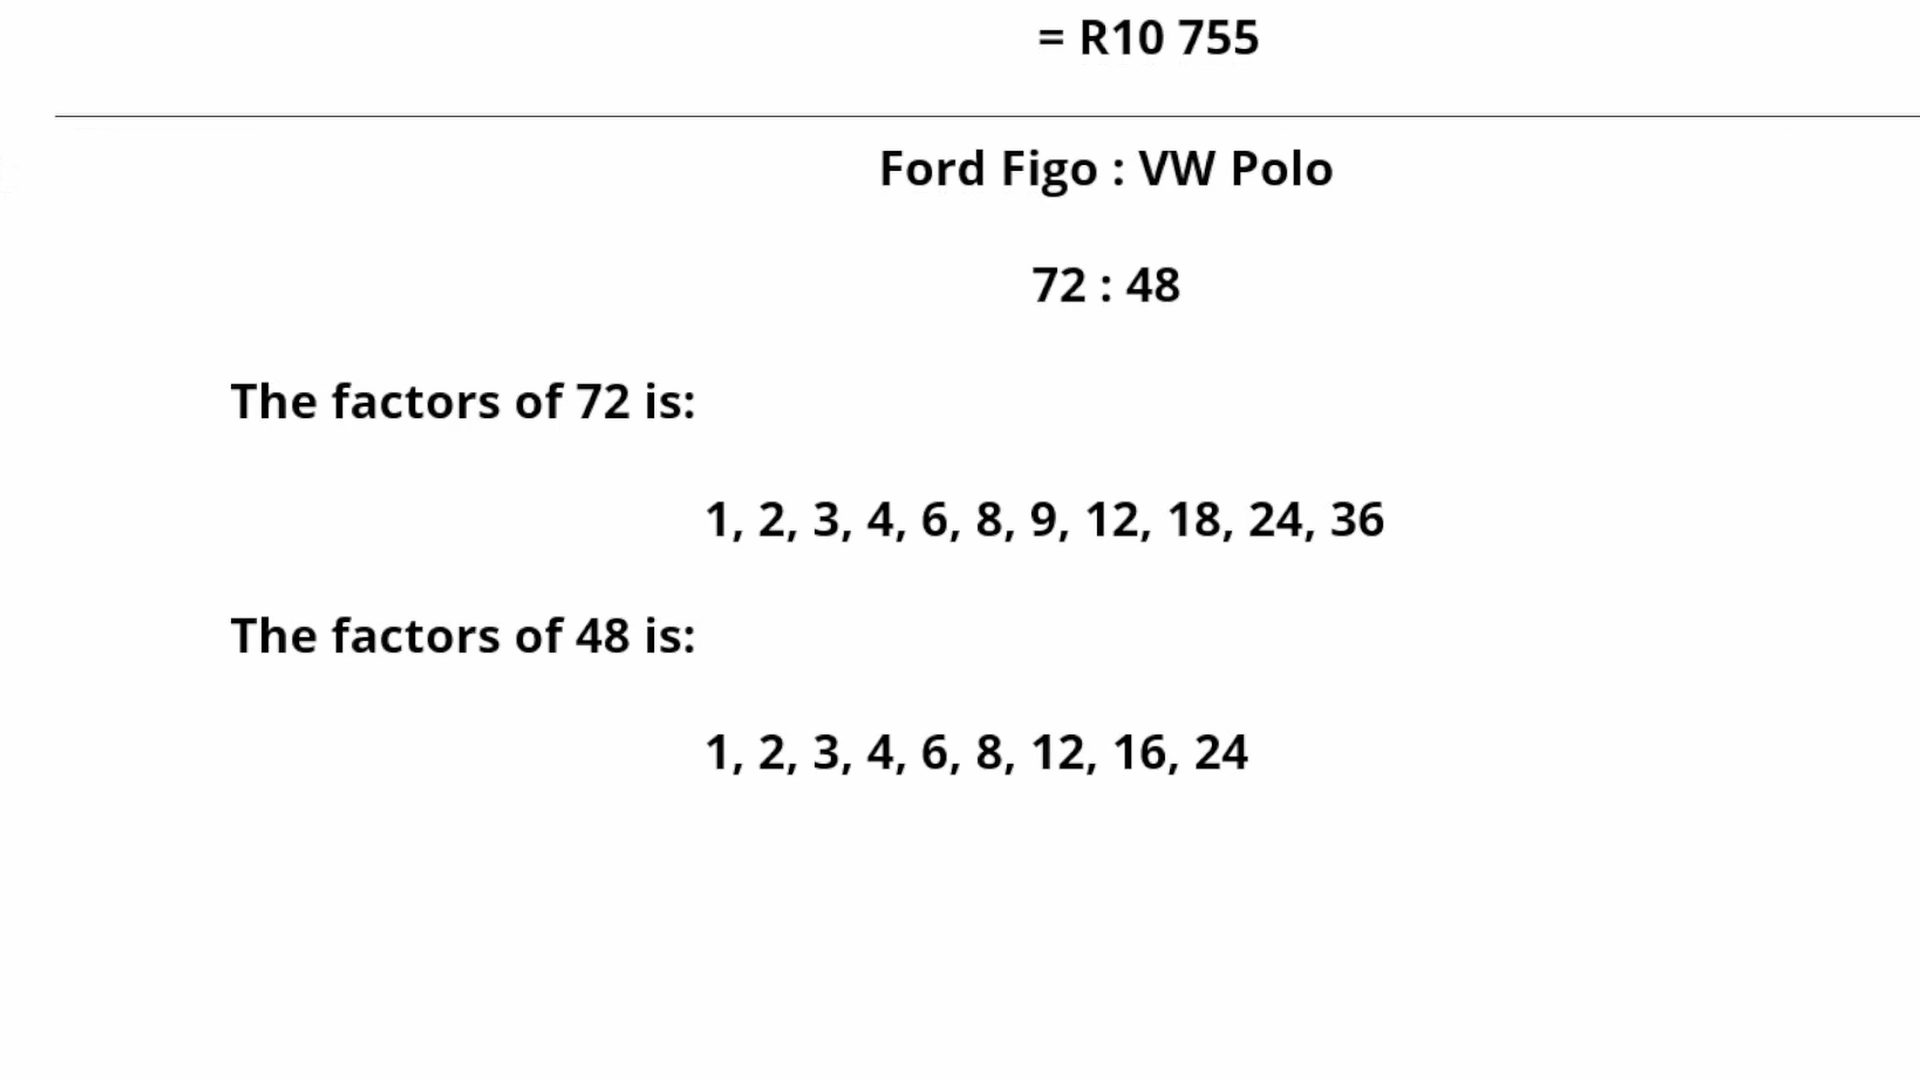 = R10 755
Ford Figo : VW Polo
72 : 48
The factors of 72 is:
1, 2, 3, 4, 6, 8, 9, 12, 18, 24, 36
The factors of 48 is:
1, 2, 3, 4, 6, 8, 12, 16, 24